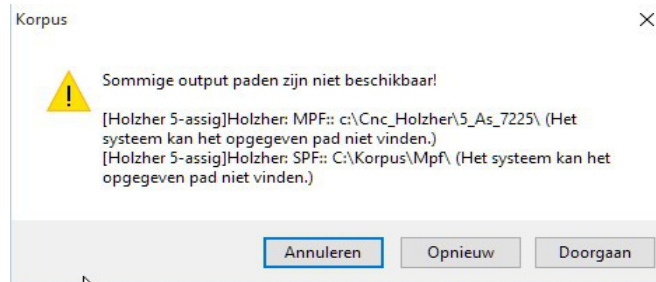 Korpus
Sommige output paden zijn niet beschikbaar!
[Holzher 5-assig]Holzher: MPF:: c:\Cnc_Holzher\5_As_7225\ (Het
systeem kan het opgegeven pad niet vinden.)
[Holzher 5-assig]Holzher: SPF:: C:\Korpus\Mpf\ (Het systeem kan het
opgegeven pad niet vinden.)
Annuleren Opnieuw Doorgaan